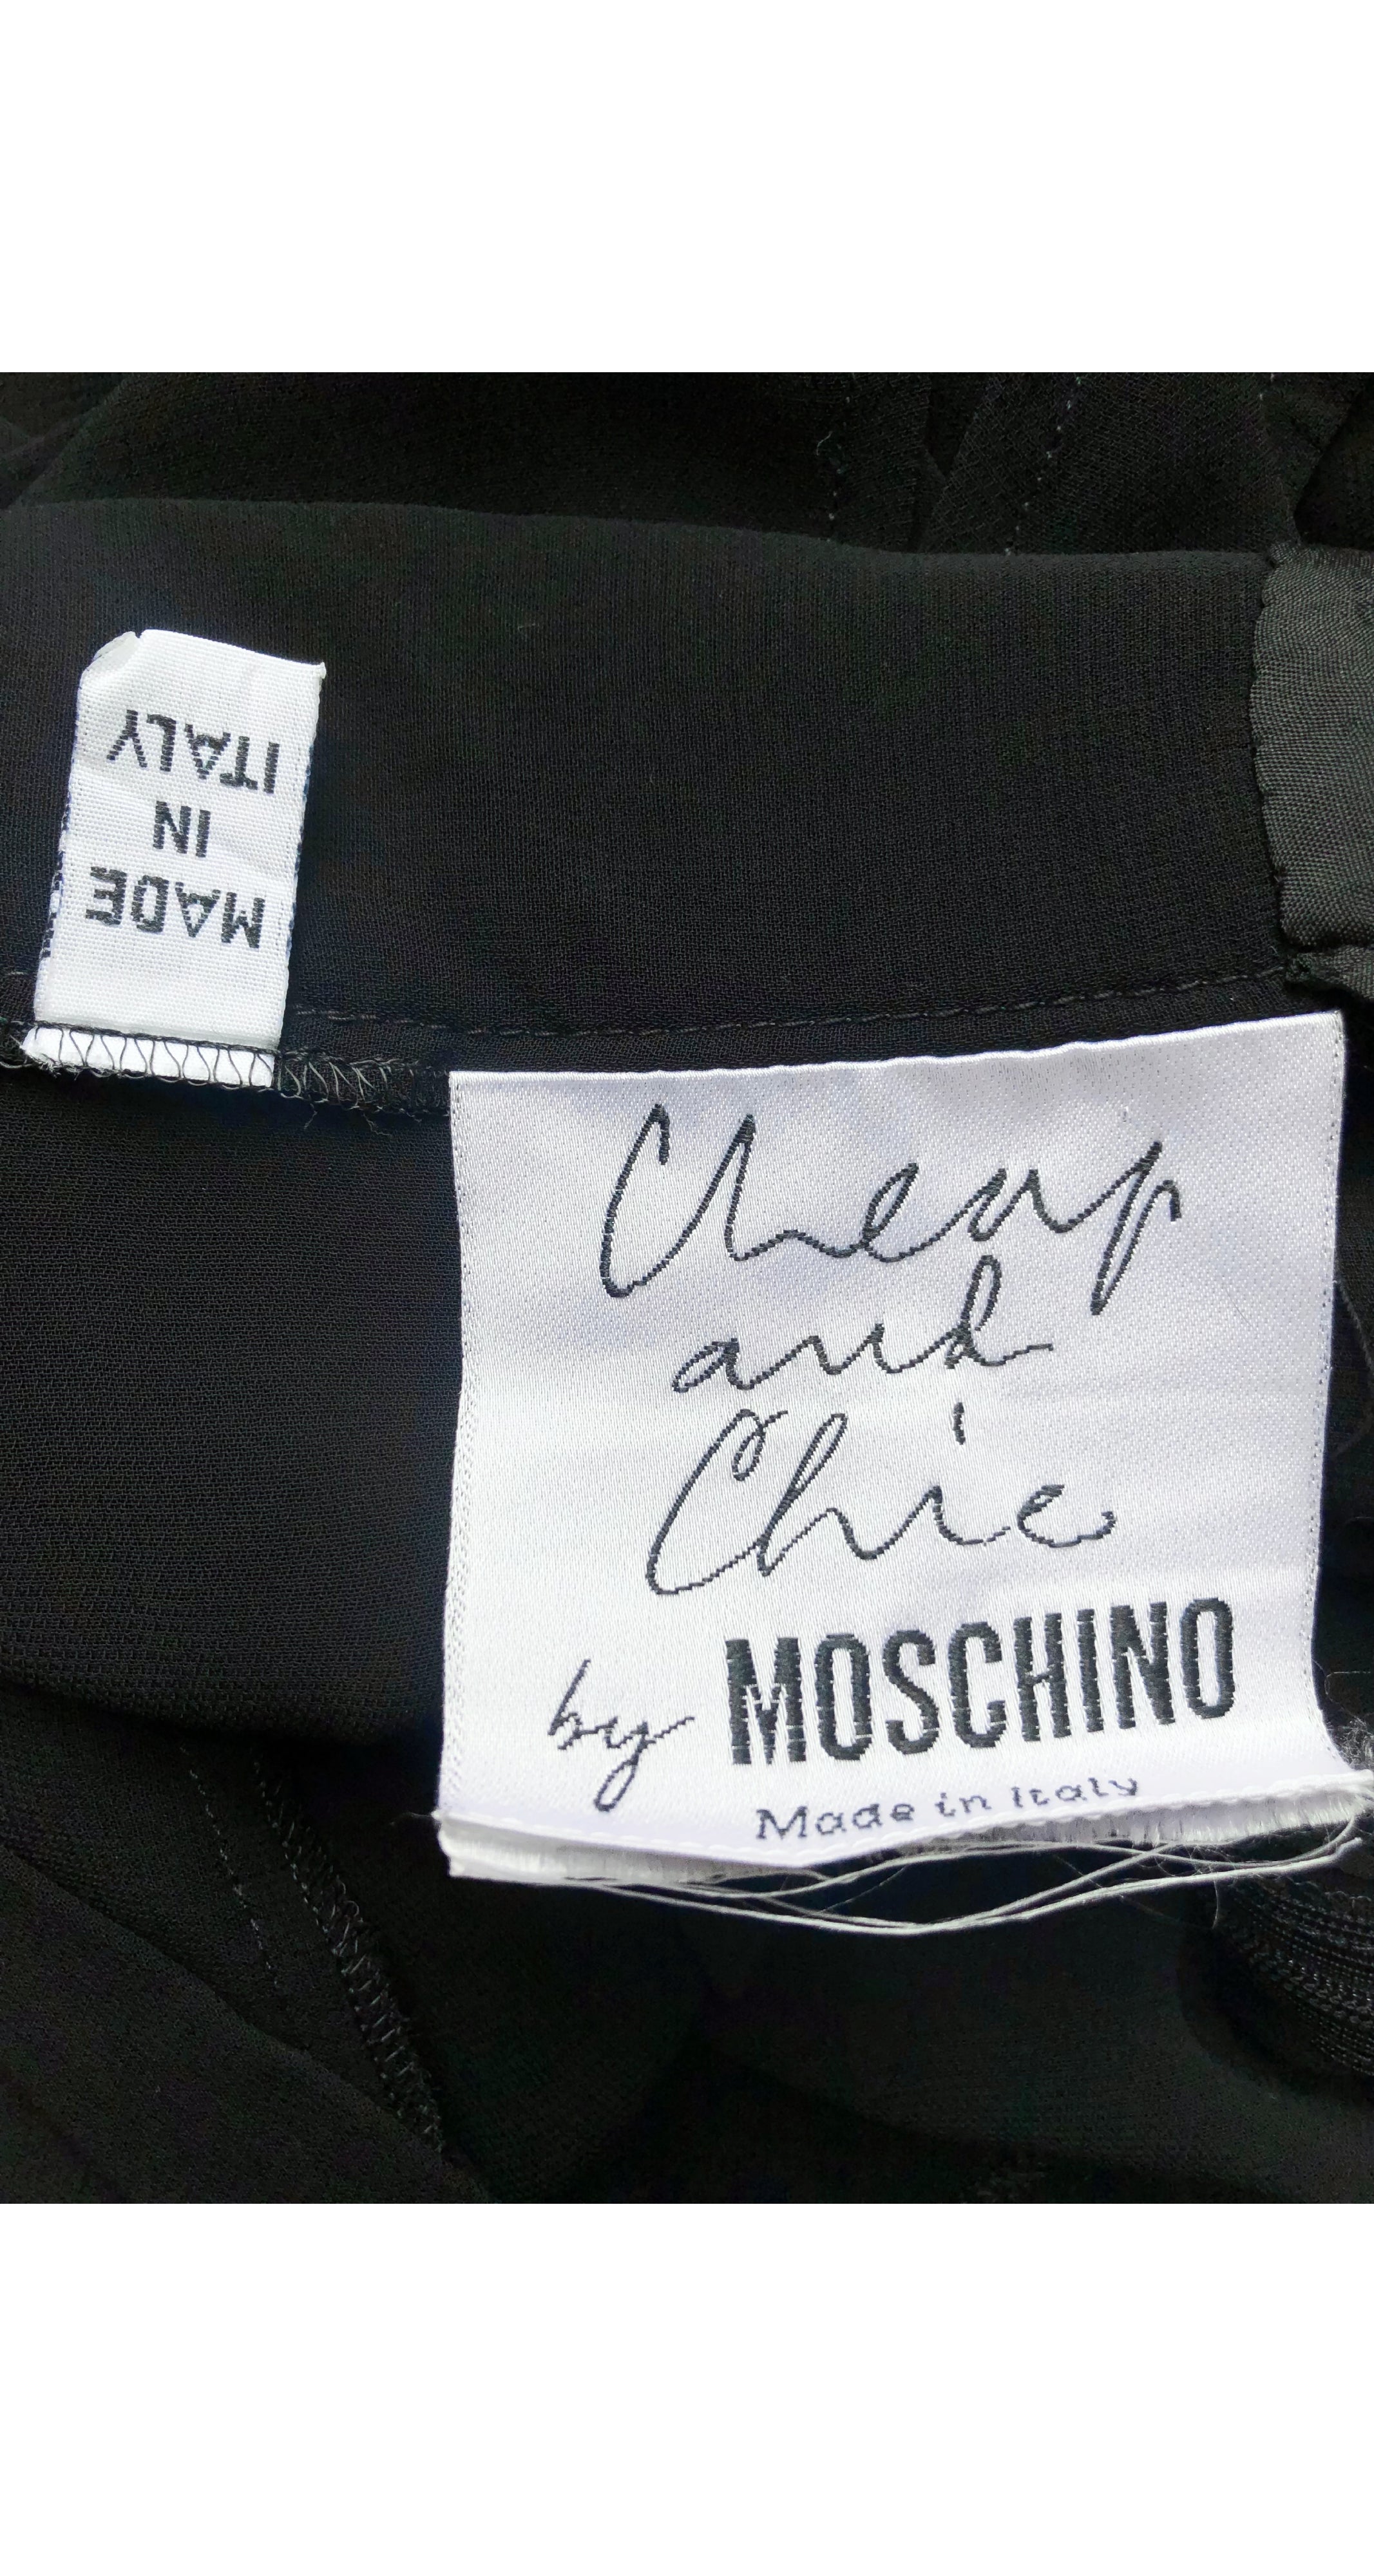 MADE
IN
ITALY
Cheap
and
Chic
by MOSCHINO
Made in Italy